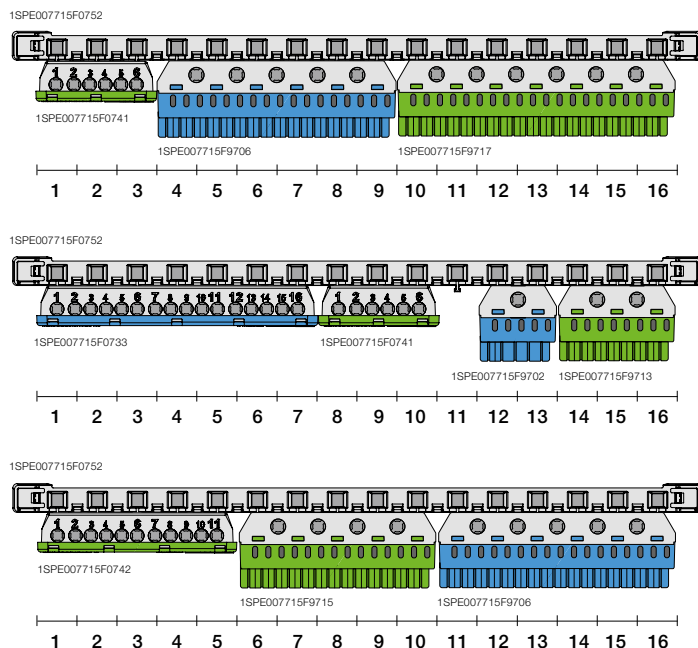 1SPE007715F0752
1 2 3 4 5 6
1SPE007715F0741
1SPE007715F9706
1SPE007715F9717
1 2 3 4 5 6 7 8 9 10 11 12 13 14 15 16
1SPE007715F0752
1 2 3 4 5 6 7 8 9 10 11 12 13 14 15 16
1 2 3 4 5 6
1SPE007715F0733
1SPE007715F0741
1SPE007715F9702
1SPE007715F9713
1 2 3 4 5 6 7 8 9 10 11 12 13 14 15 16
1SPE007715F0752
1 2 3 4 5 6 7 8 9 10 11
1SPE007715F0742
1SPE007715F9715
1SPE007715F9706
1 2 3 4 5 6 7 8 9 10 11 12 13 14 15 16